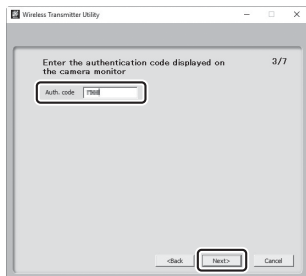 Wireless Transmitter Utility
Enter the authentication code displayed on
the camera monitor
3/7
Auth. code
<Back
Next>
Cancel